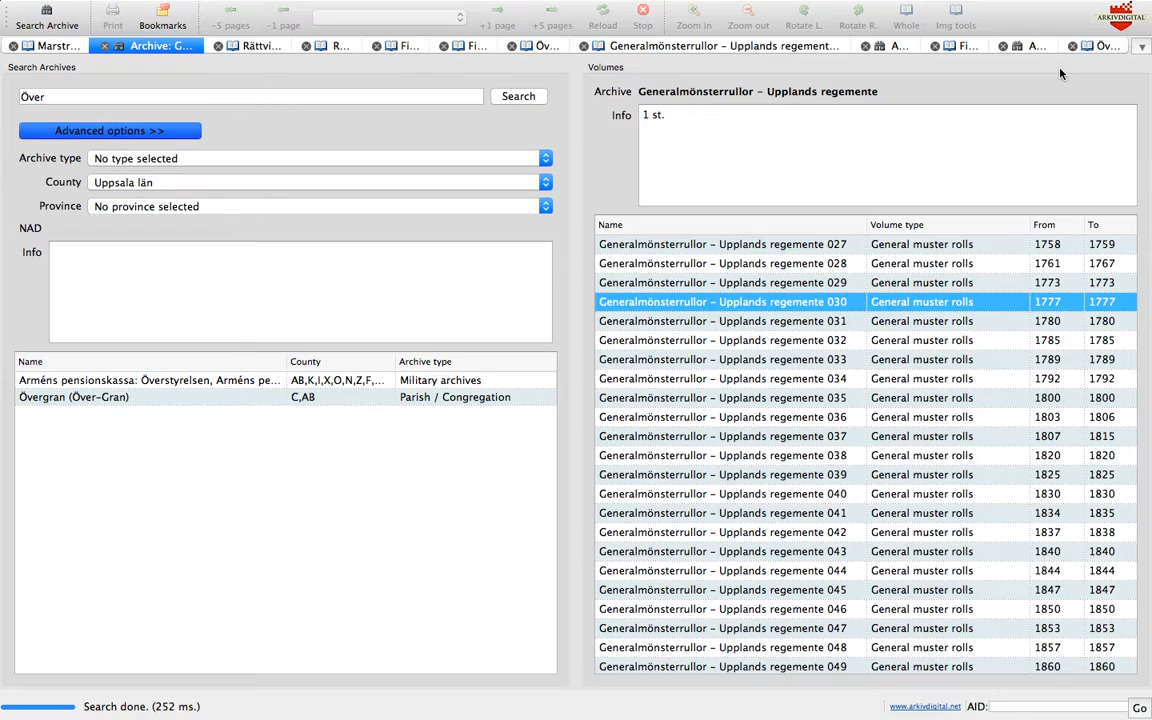 Search Archive
Print
Bookmarks
-5 pages
-1 page
+1 page
+5 pages
Reload
Stop
Zoom in
Zoom out
Rotate L.
Rotate R.
Whole
Img tools
ARKIVDIGITAL
Marstr...
Archive: G...
Rättvi...
R...
Fi...
Fi...
Öv...
Generalmönsterrullor - Upplands regement...
A...
Fi...
A...
Öv...
Search Archives
Över
Search
Advanced options >>
Archive type No type selected
County Uppsala län
Province No province selected
NAD
Info
Name County Archive type
Arméns pensionskassa: Överstyrelsen, Arméns pe... AB,K,I,X,O,N,Z,F,... Military archives
Övergran (Över-Gran) C,AB Parish / Congregation
Volumes
Archive Generalmönsterrullor - Upplands regemente
Info 1 st.
Name Volume type From To
Generalmönsterrullor - Upplands regemente 027 General muster rolls 1758 1759
Generalmönsterrullor - Upplands regemente 028 General muster rolls 1761 1767
Generalmönsterrullor - Upplands regemente 029 General muster rolls 1773 1773
Generalmönsterrullor - Upplands regemente 030 General muster rolls 1777 1777
Generalmönsterrullor - Upplands regemente 031 General muster rolls 1780 1780
Generalmönsterrullor - Upplands regemente 032 General muster rolls 1785 1785
Generalmönsterrullor - Upplands regemente 033 General muster rolls 1789 1789
Generalmönsterrullor - Upplands regemente 034 General muster rolls 1792 1792
Generalmönsterrullor - Upplands regemente 035 General muster rolls 1800 1800
Generalmönsterrullor - Upplands regemente 036 General muster rolls 1803 1806
Generalmönsterrullor - Upplands regemente 037 General muster rolls 1807 1815
Generalmönsterrullor - Upplands regemente 038 General muster rolls 1820 1820
Generalmönsterrullor - Upplands regemente 039 General muster rolls 1825 1825
Generalmönsterrullor - Upplands regemente 040 General muster rolls 1830 1830
Generalmönsterrullor - Upplands regemente 041 General muster rolls 1834 1835
Generalmönsterrullor - Upplands regemente 042 General muster rolls 1837 1838
Generalmönsterrullor - Upplands regemente 043 General muster rolls 1840 1840
Generalmönsterrullor - Upplands regemente 044 General muster rolls 1844 1844
Generalmönsterrullor - Upplands regemente 045 General muster rolls 1847 1847
Generalmönsterrullor - Upplands regemente 046 General muster rolls 1850 1850
Generalmönsterrullor - Upplands regemente 047 General muster rolls 1853 1853
Generalmönsterrullor - Upplands regemente 048 General muster rolls 1857 1857
Generalmönsterrullor - Upplands regemente 049 General muster rolls 1860 1860
Search done. (252 ms.)
www.arkivdigital.net AID: Go